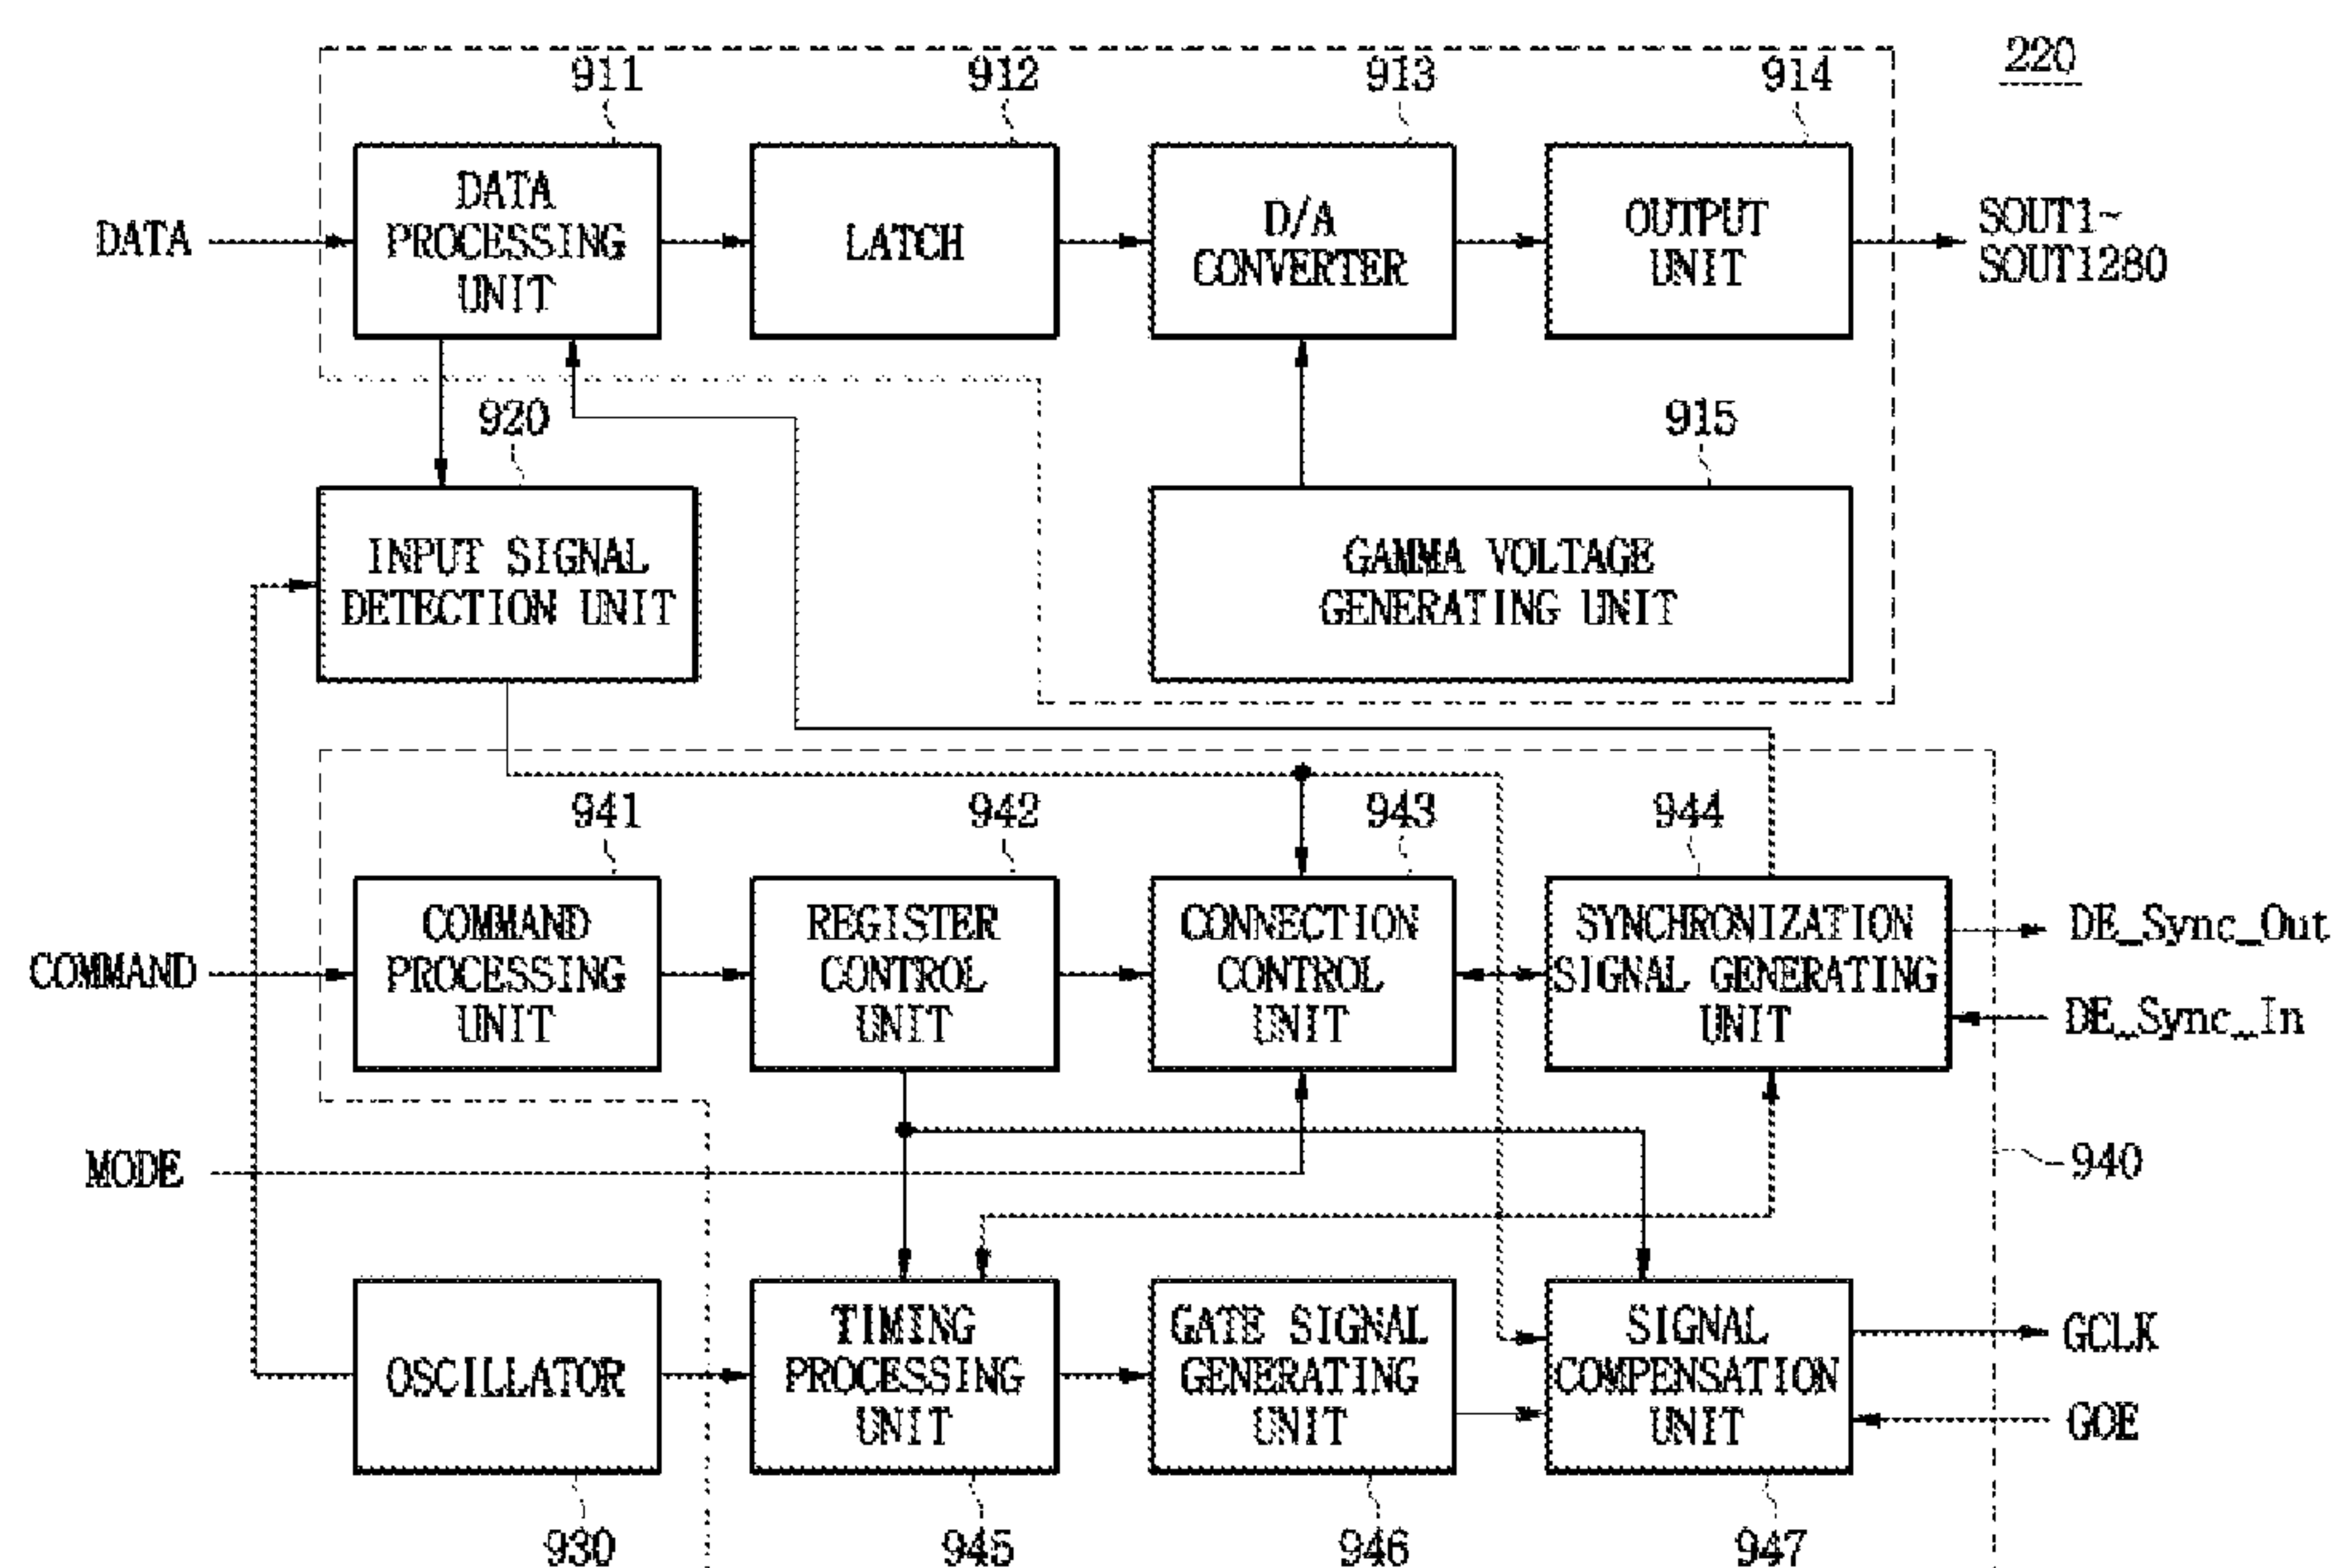 220
911
912
913
914
DATA
DATA
PROCESSING
UNIT
LATCH
D/A
CONVERTER
OUTPUT
UNIT
SOUT1~
SOUT1280
920
915
INPUT SIGNAL
DETECTION UNIT
GAMMA VOLTAGE
GENERATING UNIT
941
942
943
944
COMMAND
COMMAND
PROCESSING
UNIT
REGISTER
CONTROL
UNIT
CONNECTION
CONTROL
UNIT
SYNCHRONIZATION
SIGNAL GENERATING
UNIT
DE_Sync_Out
DE_Sync_In
MODE
940
OSCILLATOR
TIMING
PROCESSING
UNIT
GATE SIGNAL
GENERATING
UNIT
SIGNAL
COMPENSATION
UNIT
GCLK
GOE
930
945
946
947